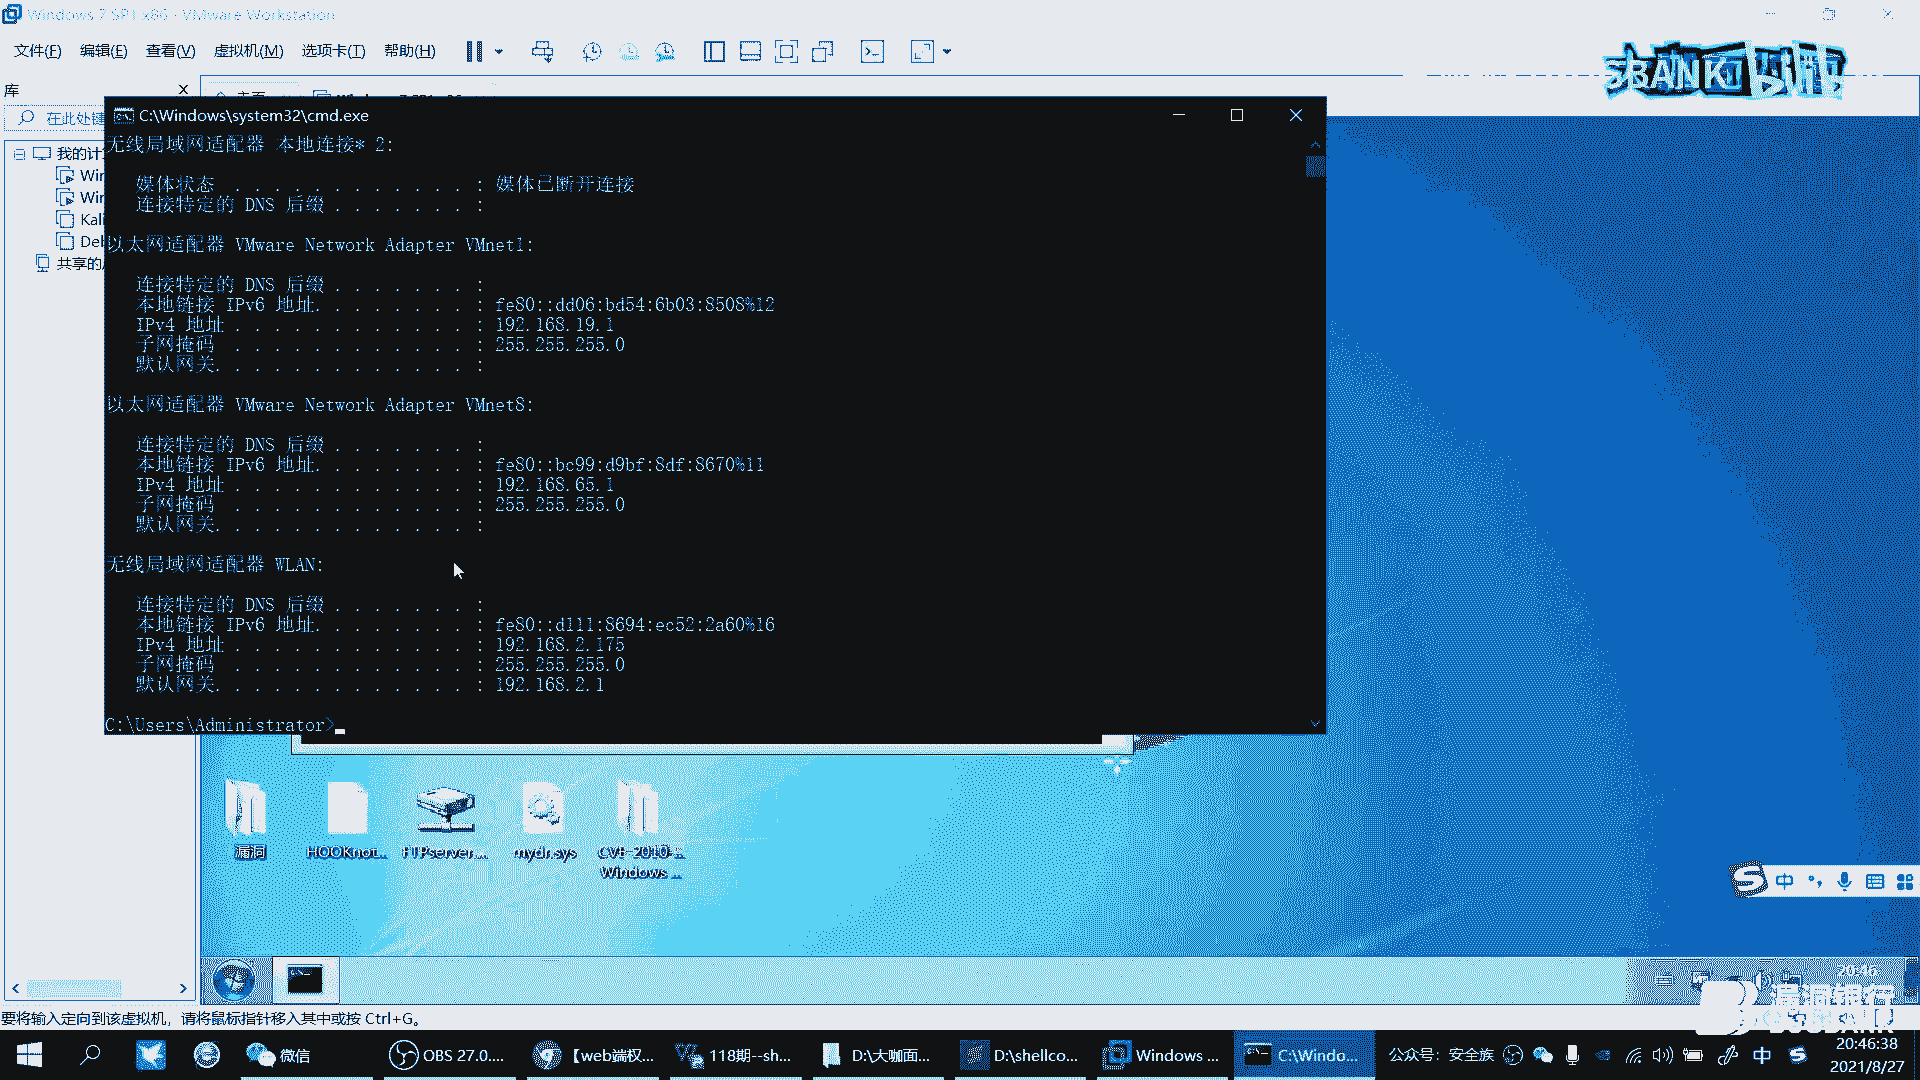 Windows 7 SP1 x86 - VMware Workstation
文件(F) 编辑(E) 查看(V) 虚拟机(M) 选项卡(T) 帮助(H)
库
在此处键
我的计
Win
Win
Kali
Deb
共享的
C:\Windows\system32\cmd.exe
无线局域网适配器 本地连接* 2:
媒体状态 . . . . . . . . . . . . : 媒体已断开连接
连接特定的 DNS 后缀 . . . . . . . :
以太网适配器 VMware Network Adapter VMnet1:
连接特定的 DNS 后缀 . . . . . . . :
本地链接 IPv6 地址. . . . . . . . : fe80::dd06:bd54:6b03:8508%12
IPv4 地址 . . . . . . . . . . . . : 192.168.19.1
子网掩码 . . . . . . . . . . . . : 255.255.255.0
默认网关. . . . . . . . . . . . . :
以太网适配器 VMware Network Adapter VMnet8:
连接特定的 DNS 后缀 . . . . . . . :
本地链接 IPv6 地址. . . . . . . . : fe80::bc99:d9bf:8df:8670%11
IPv4 地址 . . . . . . . . . . . . : 192.168.65.1
子网掩码 . . . . . . . . . . . . : 255.255.255.0
默认网关. . . . . . . . . . . . . :
无线局域网适配器 WLAN:
连接特定的 DNS 后缀 . . . . . . . :
本地链接 IPv6 地址. . . . . . . . : fe80::d111:8694:ec52:2a60%16
IPv4 地址 . . . . . . . . . . . . : 192.168.2.175
子网掩码 . . . . . . . . . . . . : 255.255.255.0
默认网关. . . . . . . . . . . . . : 192.168.2.1
C:\Users\Administrator>
漏洞
HOOKnot...
FTPserver...
mydr.sys
CVE-2010-...
Windows ...
中
20:46
漏洞银行
BUGBANK
要将输入定向到该虚拟机，请将鼠标指针移入其中或按 Ctrl+G。
微信
OBS 27.0....
【web端权...
118期--sh...
D:\大咖面...
D:\shellco...
Windows ...
C:\Windo...
公众号：安全族
中
20:46:38
2021/8/27